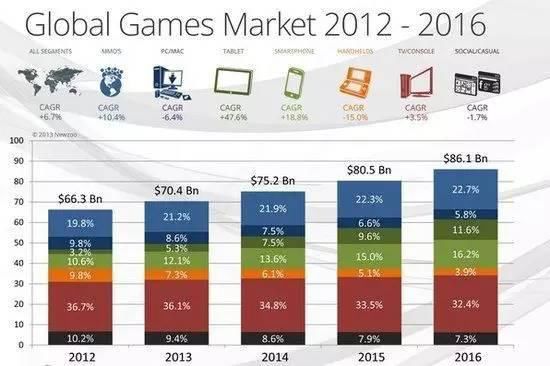 Global Games Market 2012 - 2016
ALL SEGMENTS MMO'S PC/MAC TABLET SMARTPHONE HANDHELDS TV/CONSOLE SOCIAL/CASUAL
CAGR CAGR CAGR CAGR CAGR CAGR CAGR CAGR
+6.7% +10.4% -6.4% +47.6% +18.8% -15.0% +3.5% -1.7%
© 2013 Newzoo
100
90
80
70
60
50
40
30
20
10
0
$66.3 Bn $70.4 Bn $75.2 Bn $80.5 Bn $86.1 Bn
19.8% 21.2% 21.9% 22.3% 22.7%
9.8% 8.6% 7.5% 6.6% 5.8%
3.2% 5.3% 7.5% 9.6% 11.6%
10.6% 12.1% 13.6% 15.0% 16.2%
9.8% 7.3% 6.1% 5.1% 3.9%
36.7% 36.1% 34.8% 33.5% 32.4%
10.2% 9.4% 8.6% 7.9% 7.3%
2012 2013 2014 2015 2016